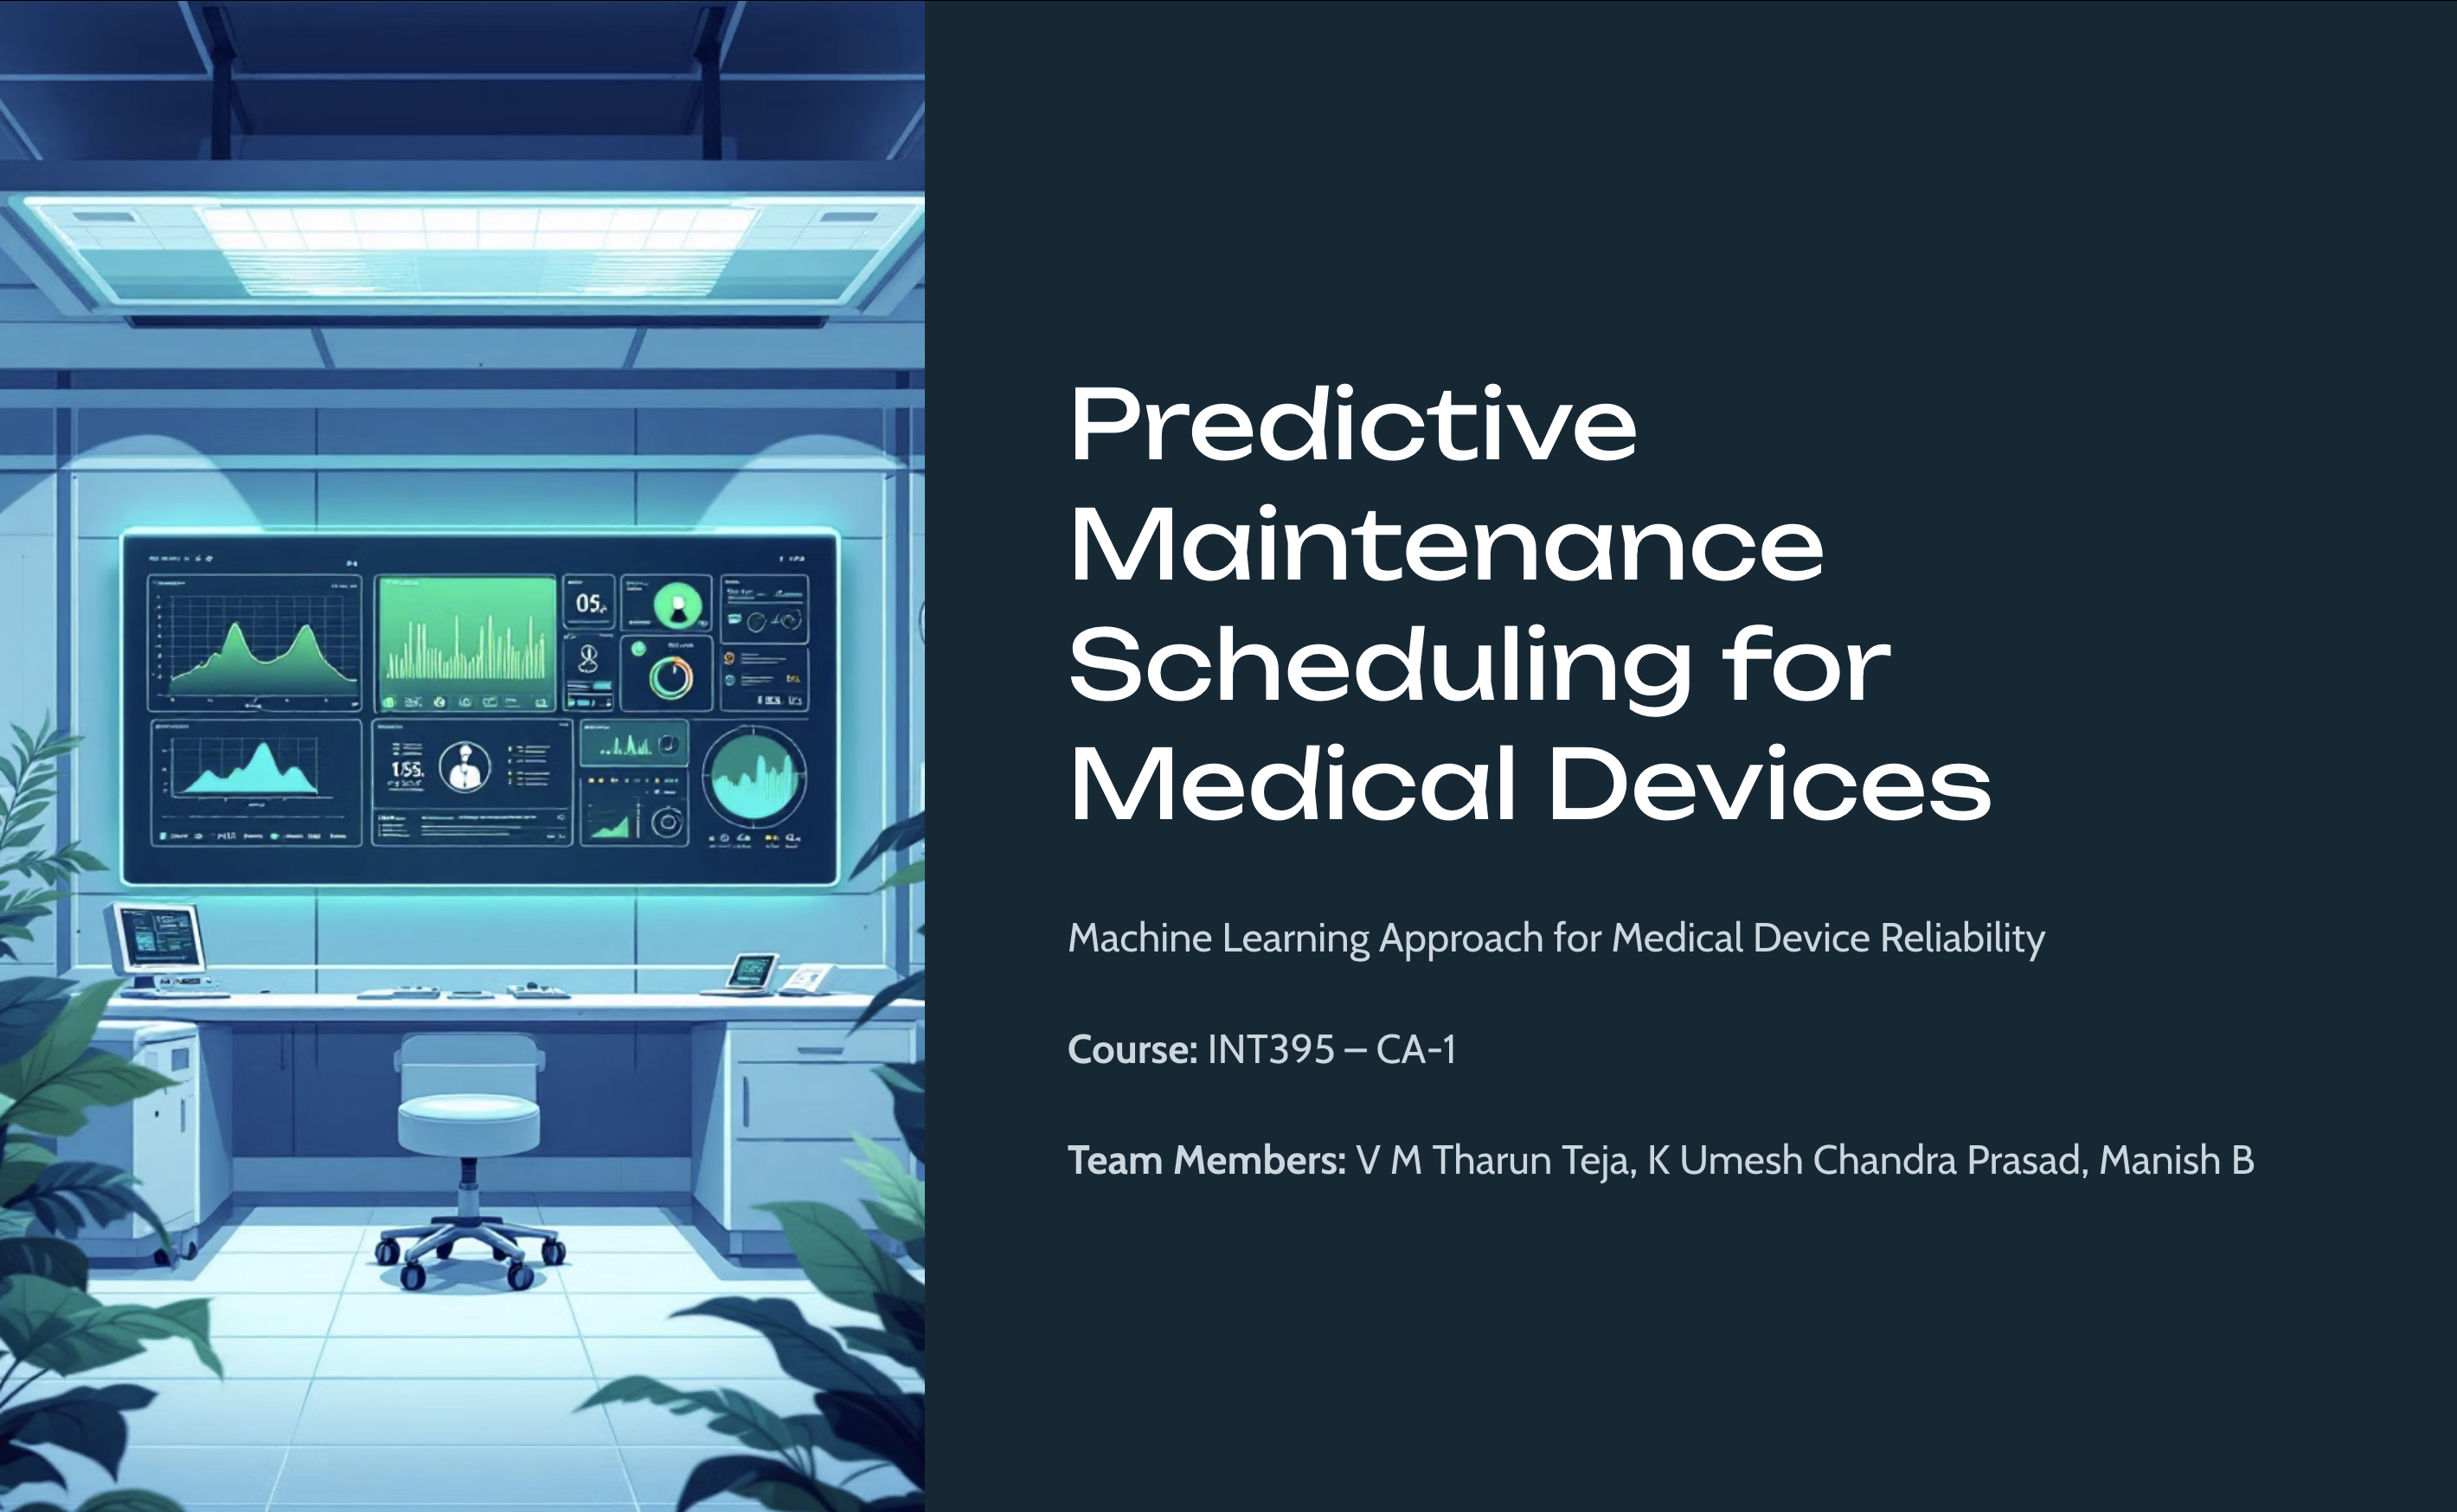 05
Predictive
Maintenance
Scheduling for
Medical Devices
Machine Learning Approach for Medical Device Reliability
Course: INT395 – CA-1
Team Members: V M Tharun Teja, K Umesh Chandra Prasad, Manish B